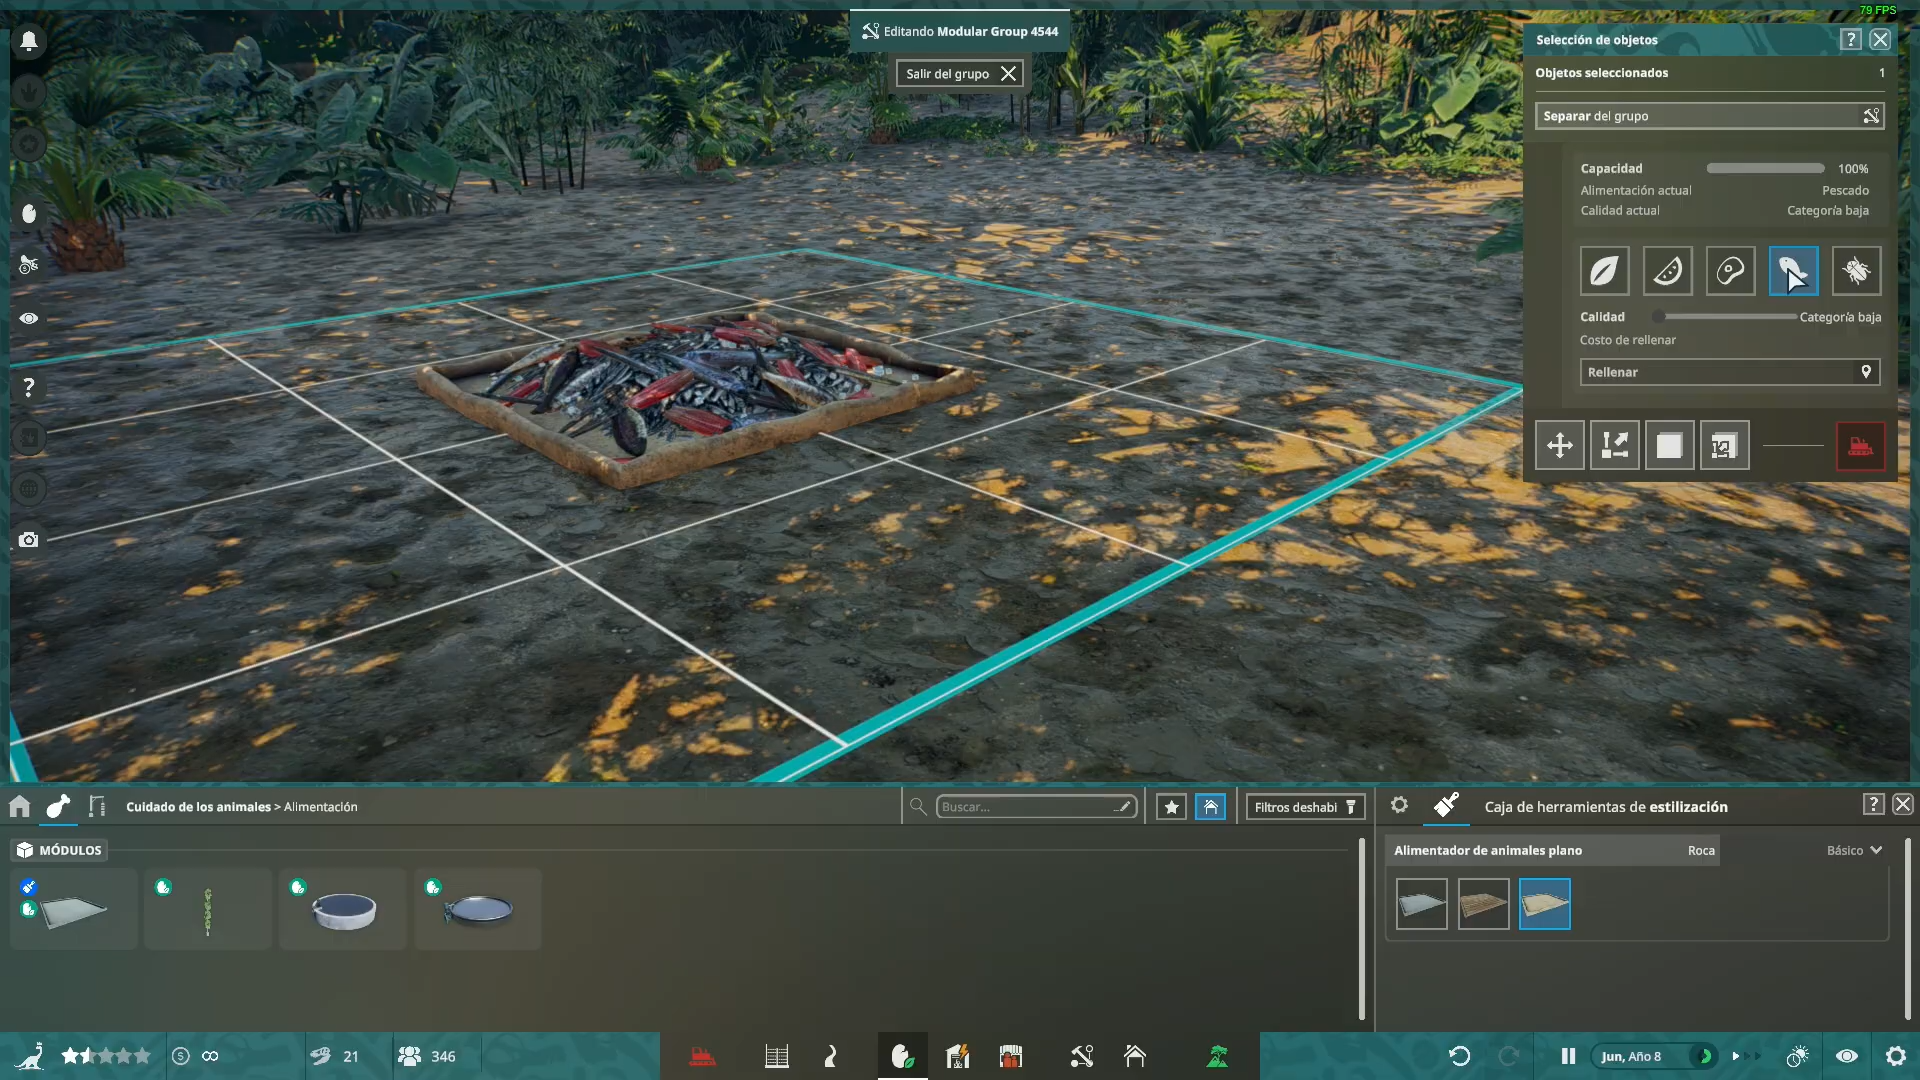 79 FPS
Editando Modular Group 4544
Salir del grupo
Selección de objetos
?
Objetos seleccionados 1
Separar del grupo
Capacidad 100%
Alimentación actual Pescado
Calidad actual Categoría baja
Calidad Categoría baja
Costo de rellenar
Rellenar
?
Cuidado de los animales > Alimentación
Buscar...
Filtros deshabi
Caja de herramientas de estilización
?
MÓDULOS
Alimentador de animales plano Roca
Básico
21
346
Jun, Año 8